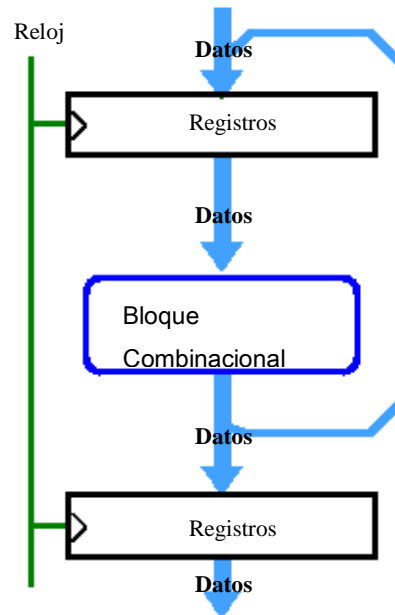 Reloj
Datos
Registros
Datos
Bloque
Combinacional
Datos
Registros
Datos